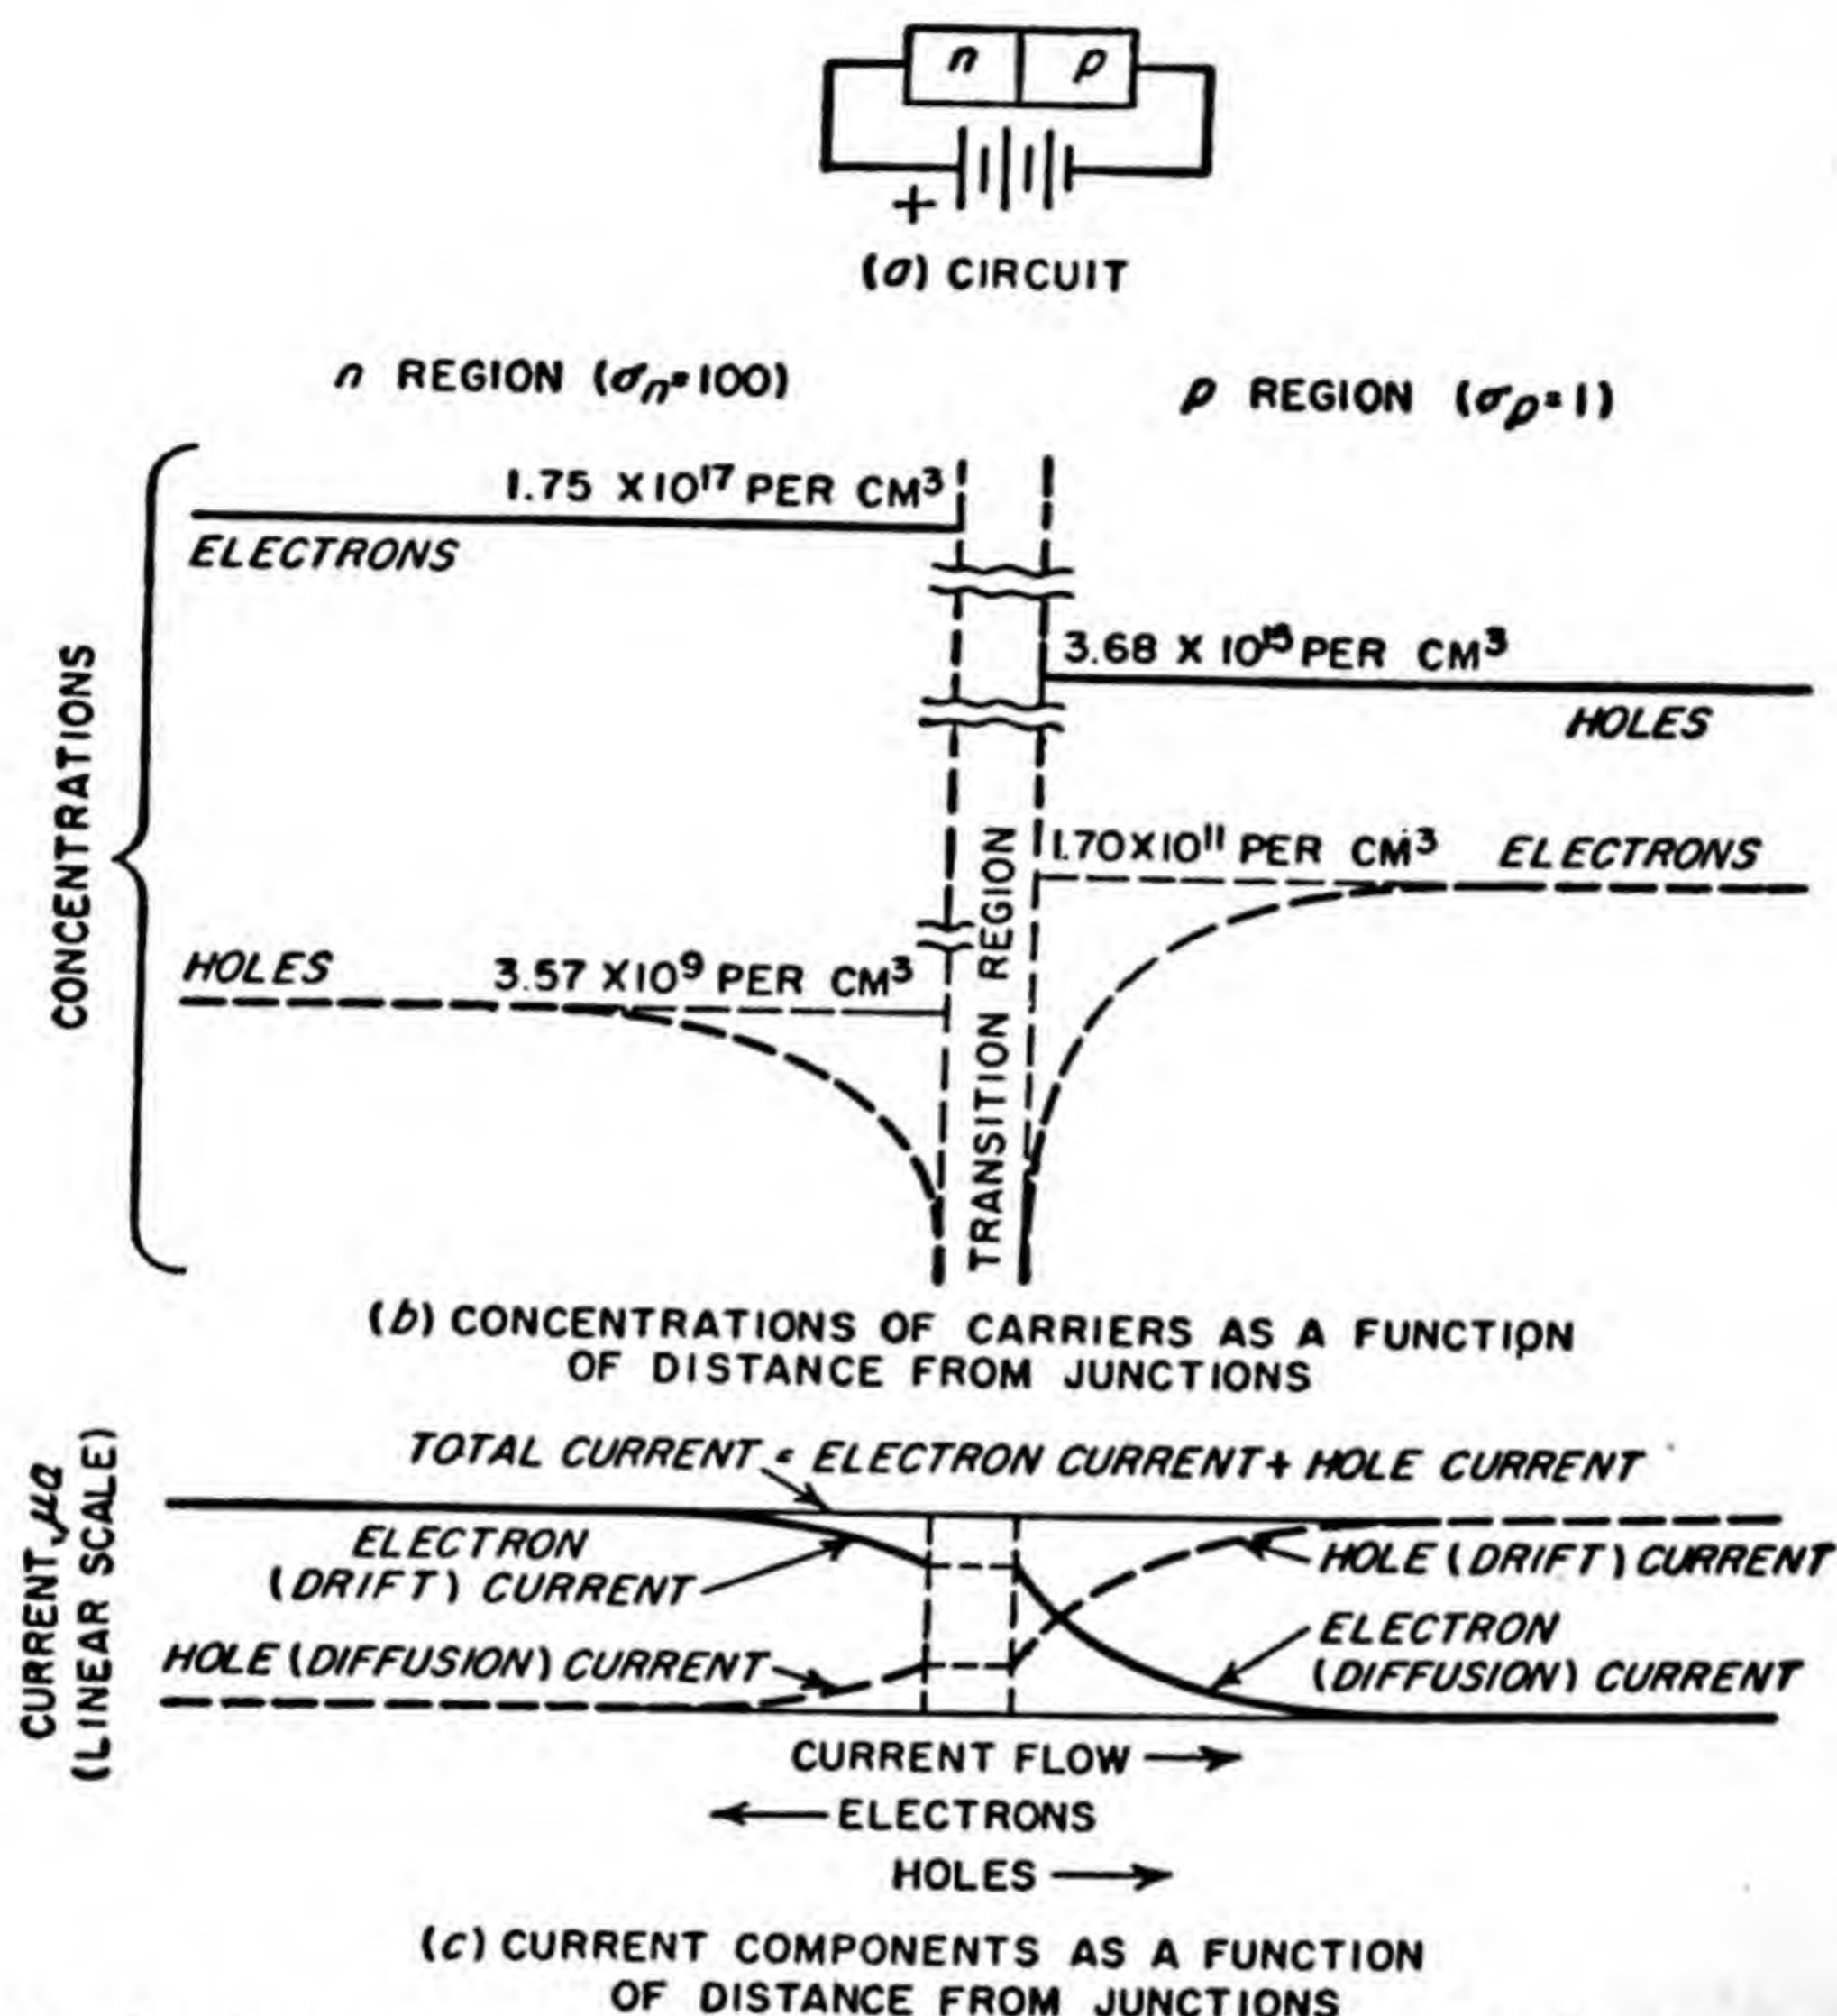 n p
+
(a) CIRCUIT
n REGION (σn=100)
p REGION (σp=1)
1.75 X10¹⁷ PER CM³
ELECTRONS
3.68 X 10¹⁵ PER CM³
HOLES
1.70X10¹¹ PER CM³ ELECTRONS
HOLES 3.57 X10⁹ PER CM³
CONCENTRATIONS
TRANSITION REGION
(b) CONCENTRATIONS OF CARRIERS AS A FUNCTION
OF DISTANCE FROM JUNCTIONS
TOTAL CURRENT = ELECTRON CURRENT + HOLE CURRENT
CURRENT, μa
(LINEAR SCALE)
ELECTRON
(DRIFT) CURRENT
HOLE (DRIFT) CURRENT
HOLE (DIFFUSION) CURRENT
ELECTRON
(DIFFUSION) CURRENT
CURRENT FLOW →
← ELECTRONS
HOLES →
(c) CURRENT COMPONENTS AS A FUNCTION
OF DISTANCE FROM JUNCTIONS